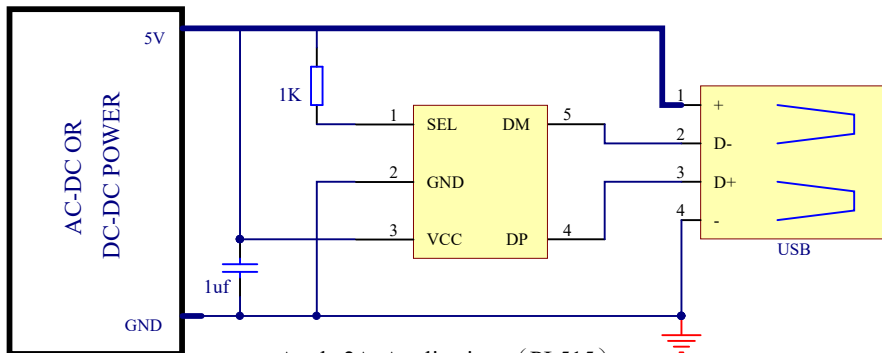 5V
AC-DC OR
DC-DC POWER
GND
1K
1uf
1
SEL
2
GND
3
VCC
DM
5
DP
4
1
+
2
D-
3
D+
4
-
USB